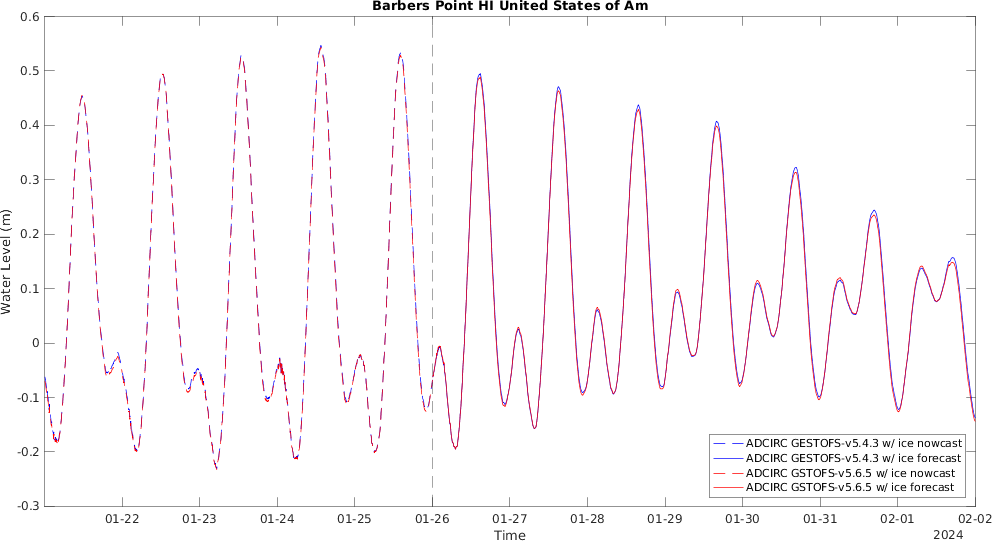 Barbers Point HI United States of Am
Water Level (m)
0.6
0.5
0.4
0.3
0.2
0.1
0
-0.1
-0.2
-0.3
ADCIRC GESTOFS-v5.4.3 w/ ice nowcast
ADCIRC GESTOFS-v5.4.3 w/ ice forecast
ADCIRC GSTOFS-v5.6.5 w/ ice nowcast
ADCIRC GSTOFS-v5.6.5 w/ ice forecast
01-22 01-23 01-24 01-25 01-26 01-27 01-28 01-29 01-30 01-31 02-01 02-02
Time
2024